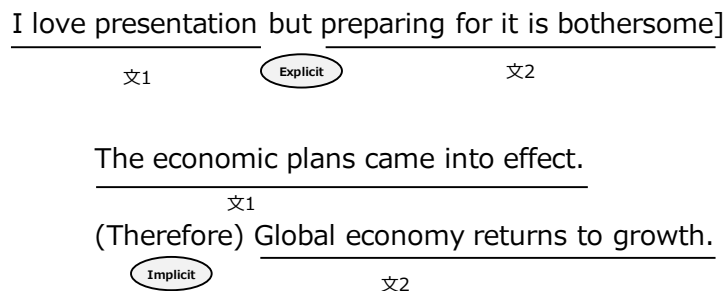 I love presentation but preparing for it is bothersome]
文1 Explicit 文2
The economic plans came into effect.
文1
(Therefore) Global economy returns to growth.
Implicit 文2